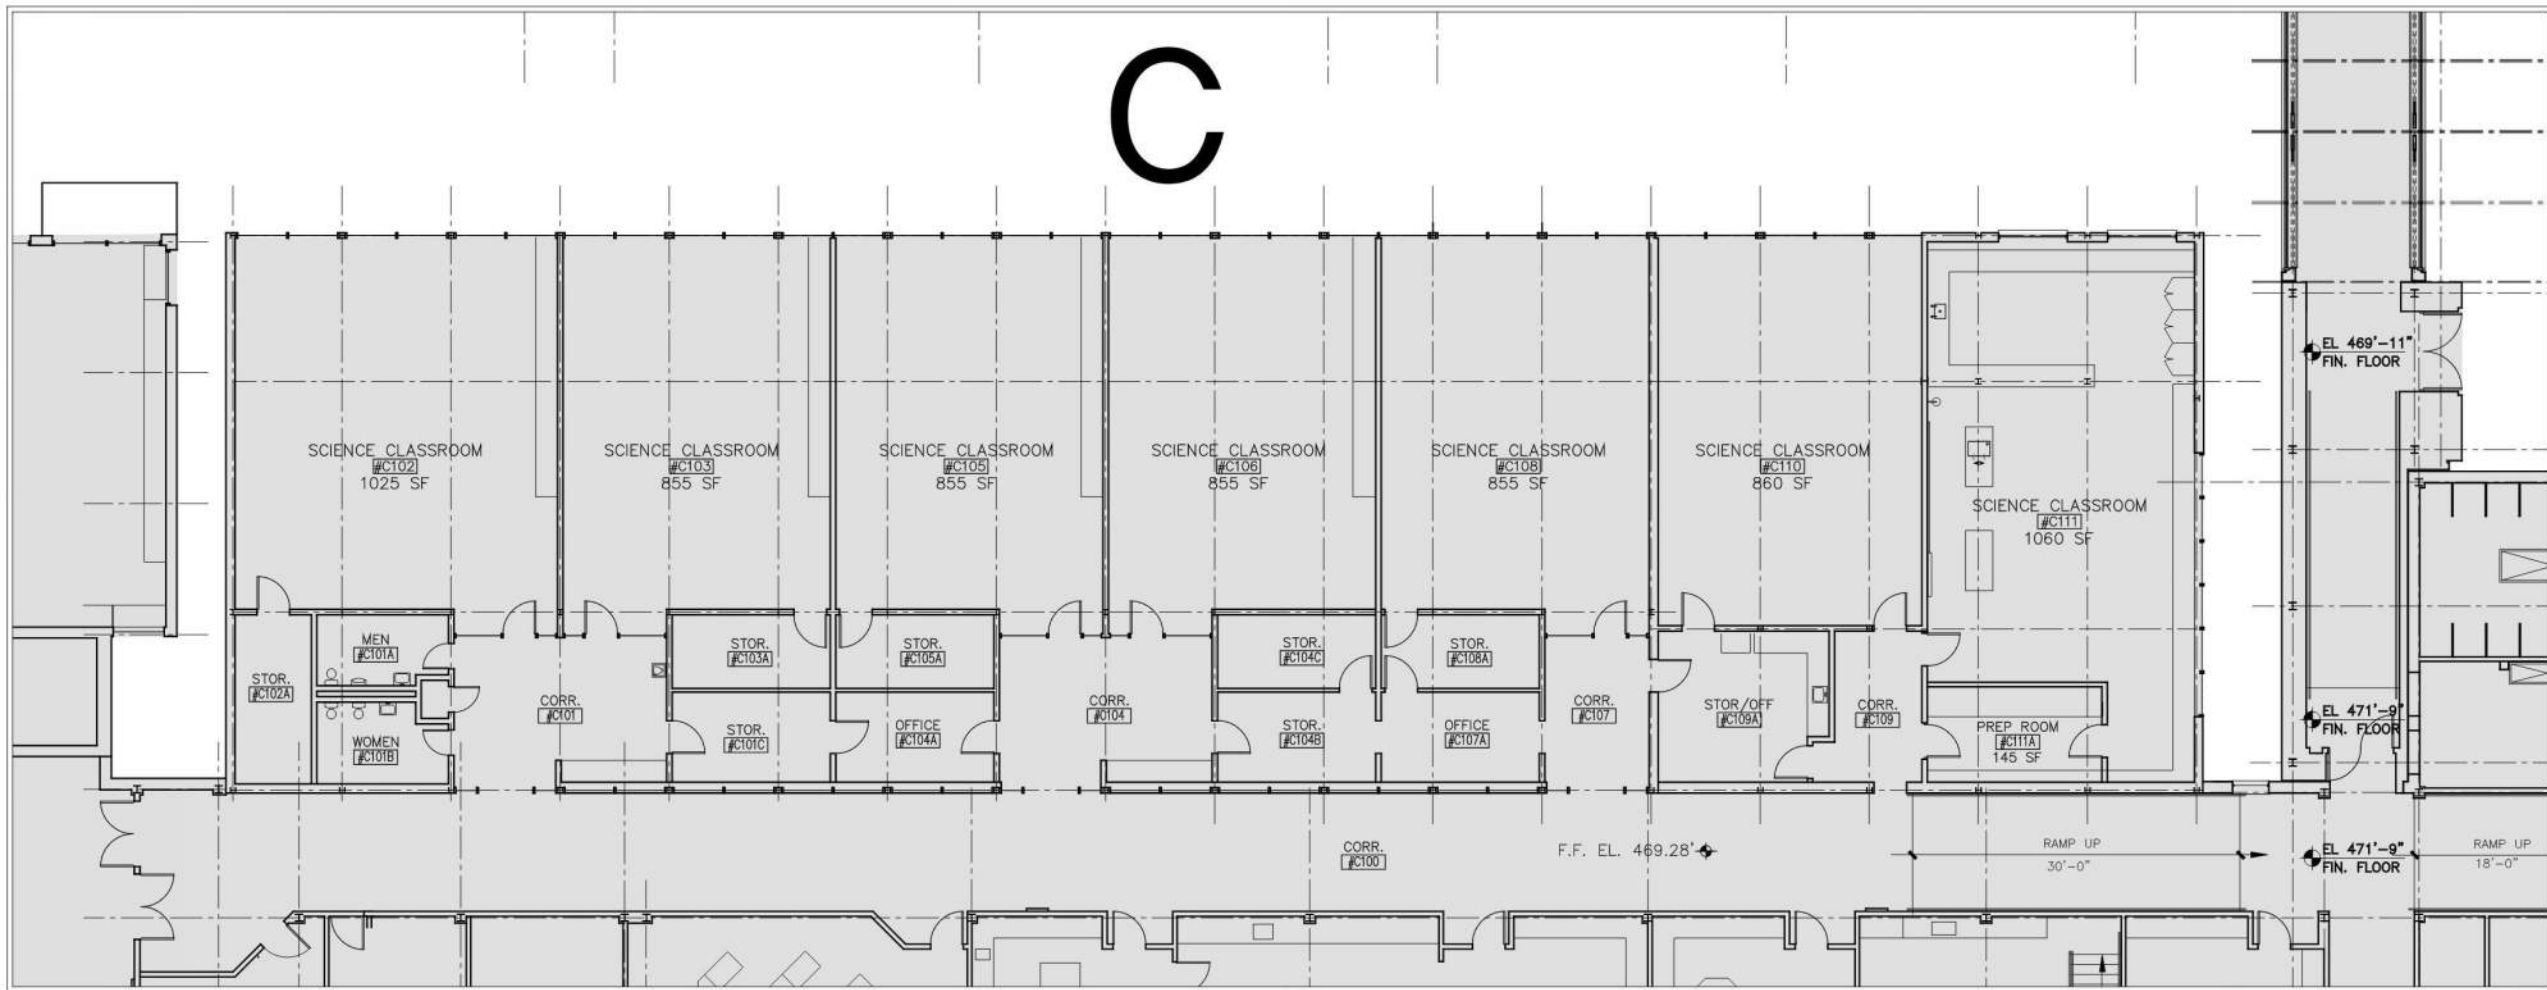 C
SCIENCE CLASSROOM
#C102
1025 SF
SCIENCE CLASSROOM
#C103
855 SF
SCIENCE CLASSROOM
#C105
855 SF
SCIENCE CLASSROOM
#C106
855 SF
SCIENCE CLASSROOM
#C108
855 SF
SCIENCE CLASSROOM
#C110
860 SF
SCIENCE CLASSROOM
#C111
1060 SF
EL 469'-11"
FIN. FLOOR
MEN
#C101A
STOR.
#C102A
WOMEN
#C101B
CORR.
#C101
STOR.
#C103A
STOR.
#C101C
STOR.
#C105A
OFFICE
#C104A
CORR.
#C104
STOR.
#C104C
STOR.
#C104B
STOR.
#C108A
OFFICE
#C107A
CORR.
#C107
STOR/OFF
#C109A
CORR.
#C109
PREP ROOM
#C111A
145 SF
EL 471'-9"
FIN. FLOOR
CORR.
#C100
F.F. EL. 469.28'
RAMP UP
30'-0"
EL 471'-9"
FIN. FLOOR
RAMP UP
18'-0"